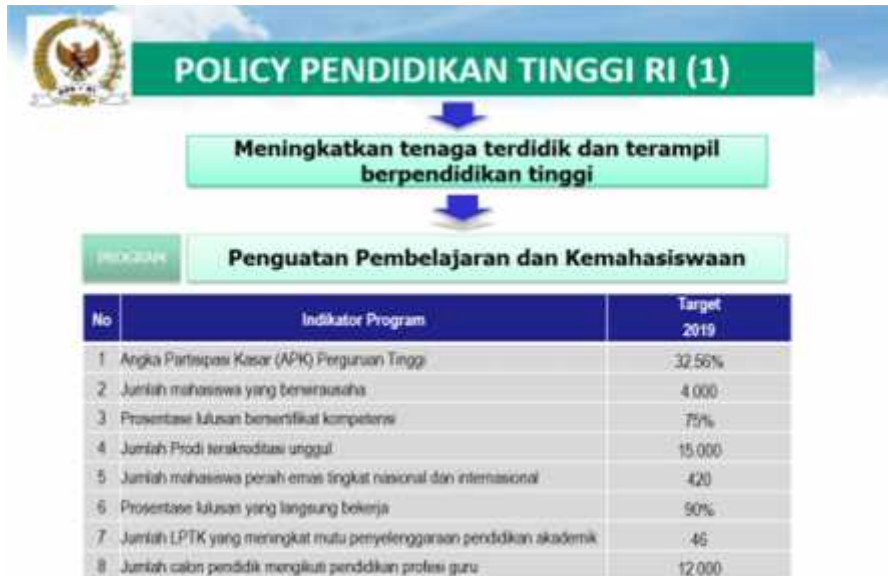 POLICY PENDIDIKAN TINGGI RI (1)
Meningkatkan tenaga terdidik dan terampil
berpendidikan tinggi
PROGRAM
Penguatan Pembelajaran dan Kemahasiswaan
No Indikator Program Target
2019
1 Angka Partisipasi Kasar (APK) Perguruan Tinggi 32.56%
2 Jumlah mahasiswa yang berwirausaha 4.000
3 Prosentase lulusan bersertifikat kompetensi 75%
4 Jumlah Prodi terakreditasi unggul 15.000
5 Jumlah mahasiswa peraih emas tingkat nasional dan internasional 420
6 Prosentase lulusan yang langsung bekerja 90%
7 Jumlah LPTK yang meningkat mutu penyelenggaraan pendidikan akademik 46
8 Jumlah calon pendidik mengikuti pendidikan profesi guru 12.000